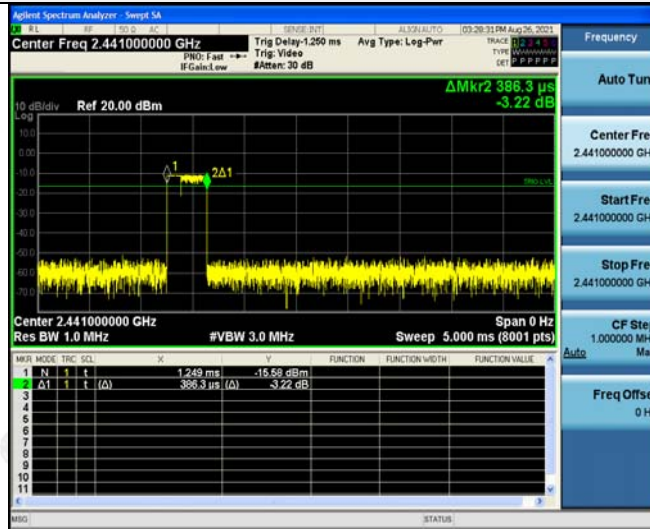 Agilent Spectrum Analyzer - Swept SA
RL RF 50 Ω AC SENSE:INT ALIGN AUTO 03:28:31 PM Aug 26, 2021
Center Freq 2.441000000 GHz
PNO: Fast
IFGain:Low
Trig Delay-1.250 ms
Trig: Video
#Atten: 30 dB
Avg Type: Log-Pwr
TRACE 1 2 3 4 5 6
TYPE W
DET P P P P P P
ΔMkr2 386.3 µs
-3.22 dB
10 dB/div Ref 20.00 dBm
Log
10.0
0.00
-10.0
-20.0
-30.0
-40.0
-50.0
-60.0
-70.0
1
2Δ1
TRIG LVL
Center 2.441000000 GHz Span 0 Hz
Res BW 1.0 MHz #VBW 3.0 MHz Sweep 5.000 ms (8001 pts)
MKR MODE TRC SCL X Y FUNCTION FUNCTION WIDTH FUNCTION VALUE
1 N 1 t 1.249 ms -15.58 dBm
2 Δ1 1 t (Δ) 386.3 µs (Δ) -3.22 dB
3
4
5
6
7
8
9
10
11
MSG STATUS
Frequency
Auto Tun
Center Fre
2.441000000 GH
Start Fre
2.441000000 GH
Stop Fre
2.441000000 GH
CF Ste
1.000000 MH
Auto Ma
Freq Offse
0 H